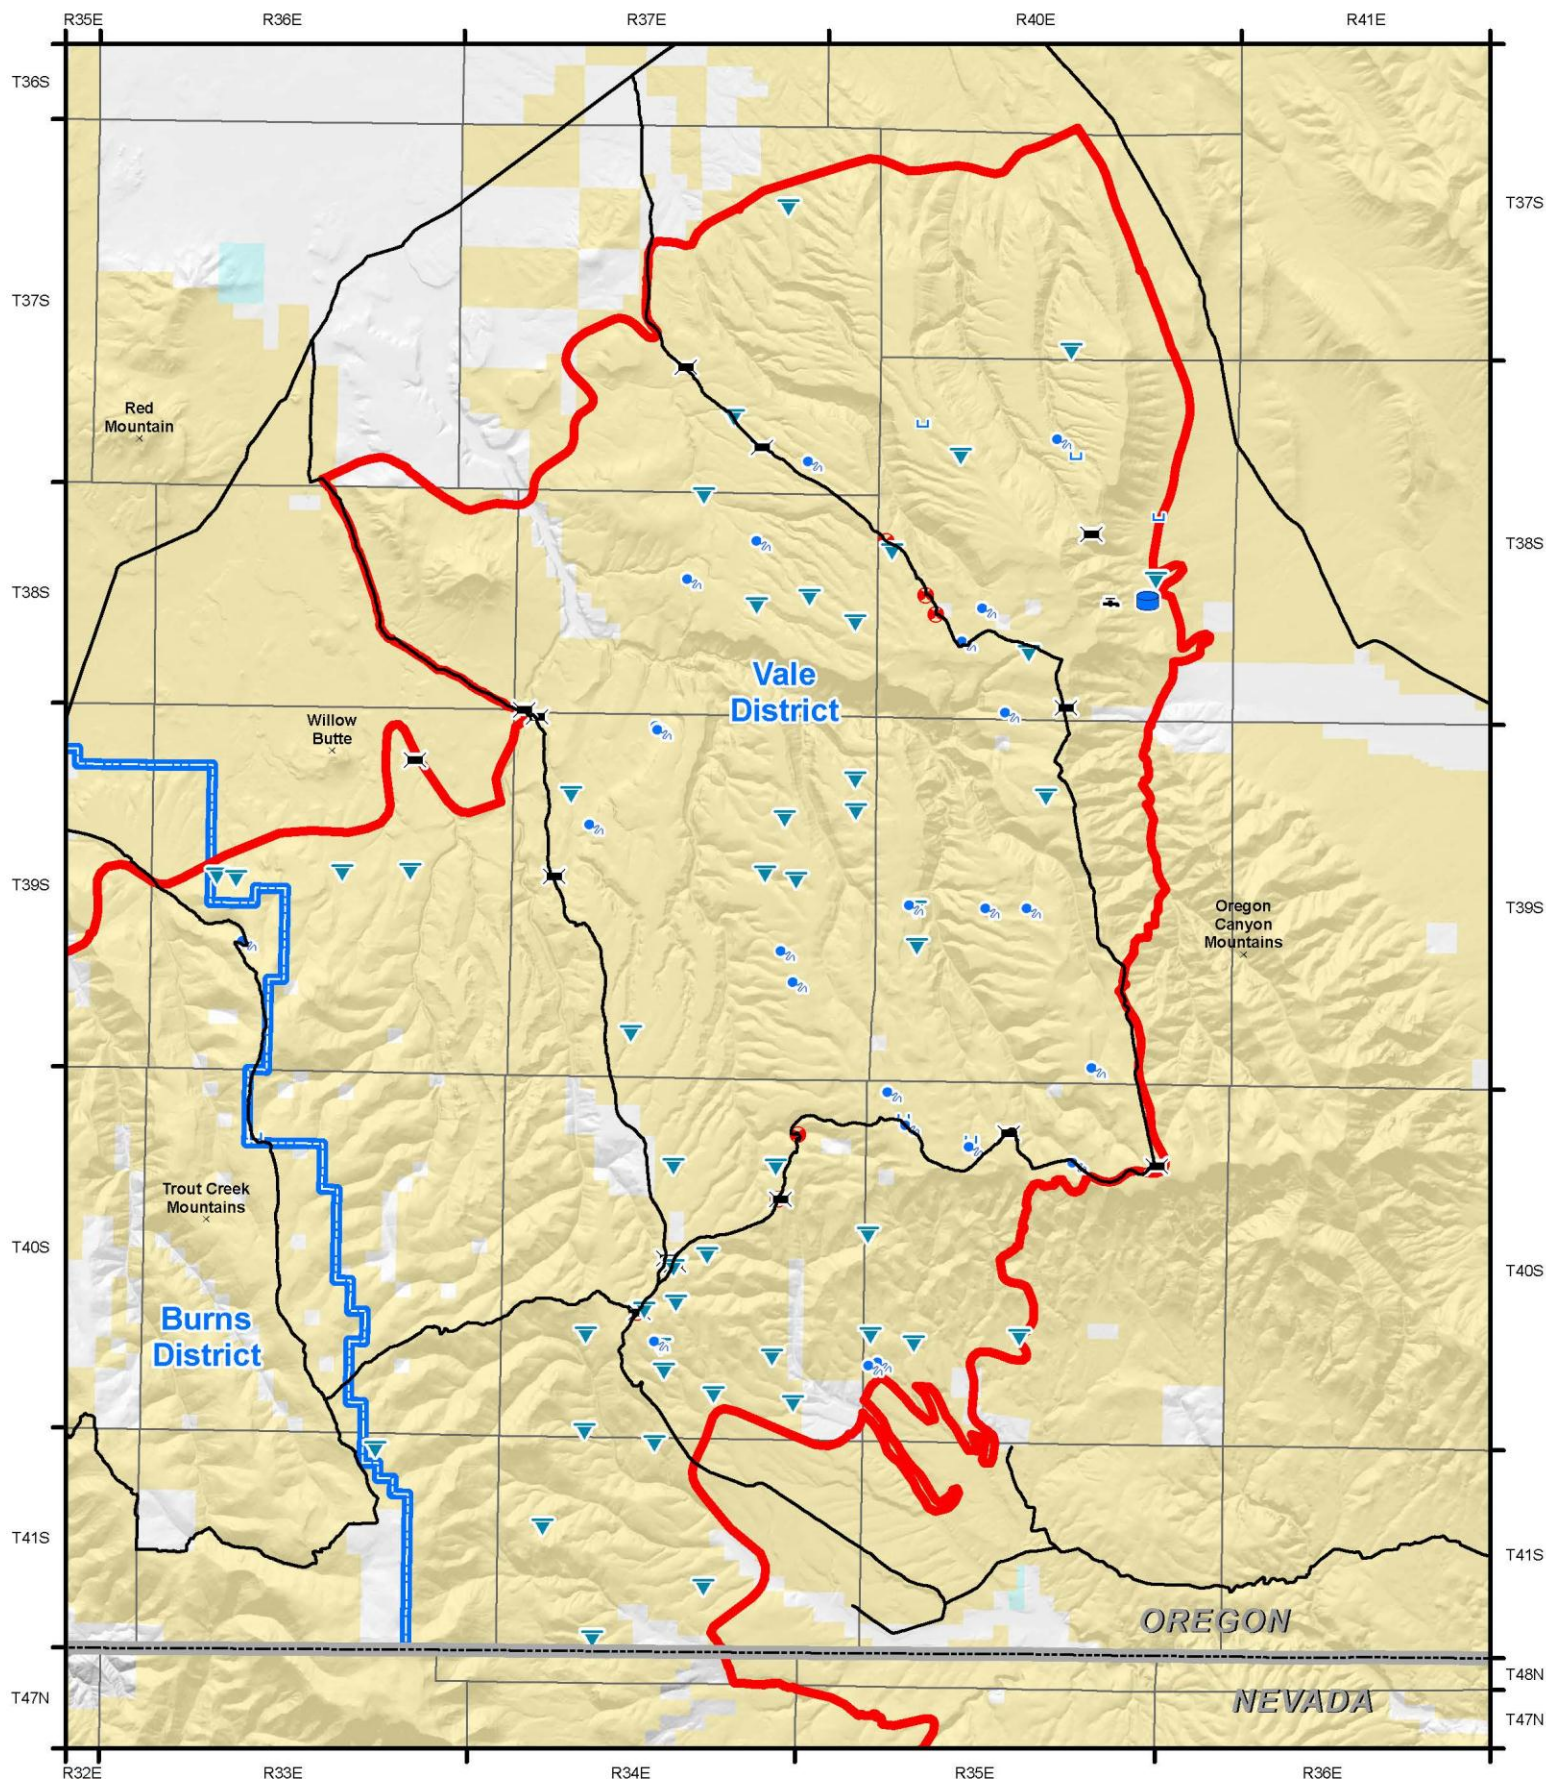 R35E R36E R37E R40E R41E
T36S
T37S
T37S
Red
Mountain
T38S
T38S
Vale
District
Willow
Butte
T39S
T39S
Oregon
Canyon
Mountains
Trout Creek
Mountains
T40S
T40S
Burns
District
T41S
T41S
OREGON
T48N
NEVADA
T47N
T47N
R32E R33E R34E R35E R36E